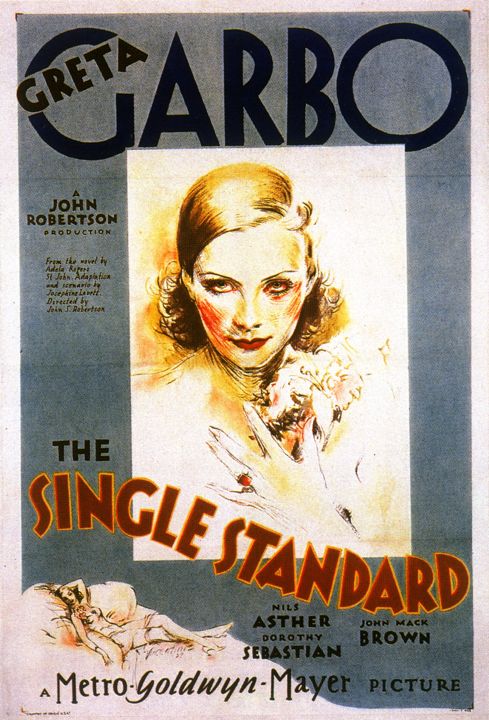 GRETA
GARBO
A
JOHN
ROBERTSON
PRODUCTION
From the novel by
Adela Rogers
St. John. Adaptation
and scenario by
Josephine Lovett.
Directed by
John S. Robertson
THE
SINGLE STANDARD
NILS
ASTHER
DOROTHY
SEBASTIAN
JOHN MACK
BROWN
A Metro-Goldwyn-Mayer PICTURE